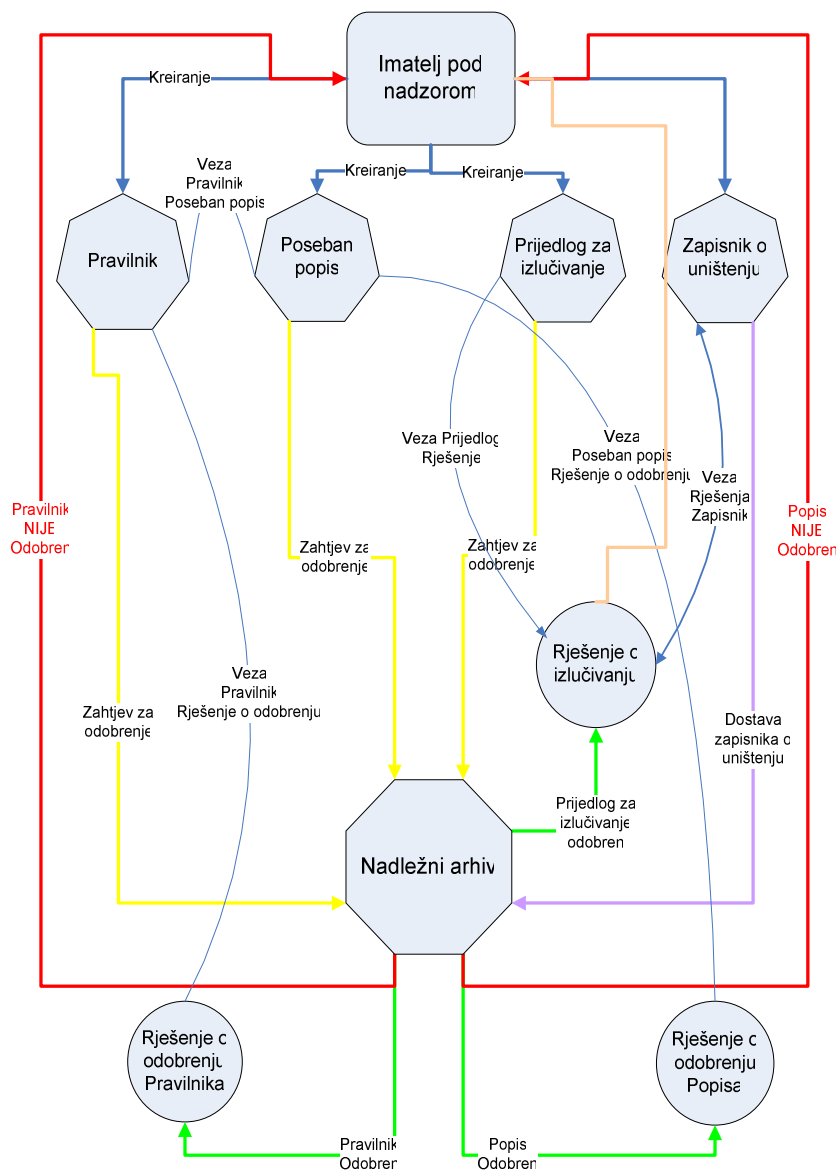 Imatelj pod
nadzorom
Kreiranje
Kreiranje
Kreiranje
Veza
Pravilnik
Poseban popis
Pravilnik
Poseban
popis
Prijedlog za
izlučivanje
Zapisnik o
uništenju
Veza Prijedlog
Rješenje
Veza
Poseban popis
Rješenje o odobrenju
Veza
Rješenja
Zapisnik
Pravilnik
NIJE
Odobren
Popis
NIJE
Odobren
Zahtjev za
odobrenje
Zahtjev za
odobrenje
Rješenje o
izlučivanju
Veza
Pravilnik
Rješenje o odobrenju
Zahtjev za
odobrenje
Dostava
zapisnika o
uništenju
Prijedlog za
izlučivanje
odobren
Nadležni arhiv
Rješenje o
odobrenju
Pravilnika
Rješenje o
odobrenju
Popisa
Pravilnik
Odobren
Popis
Odobren